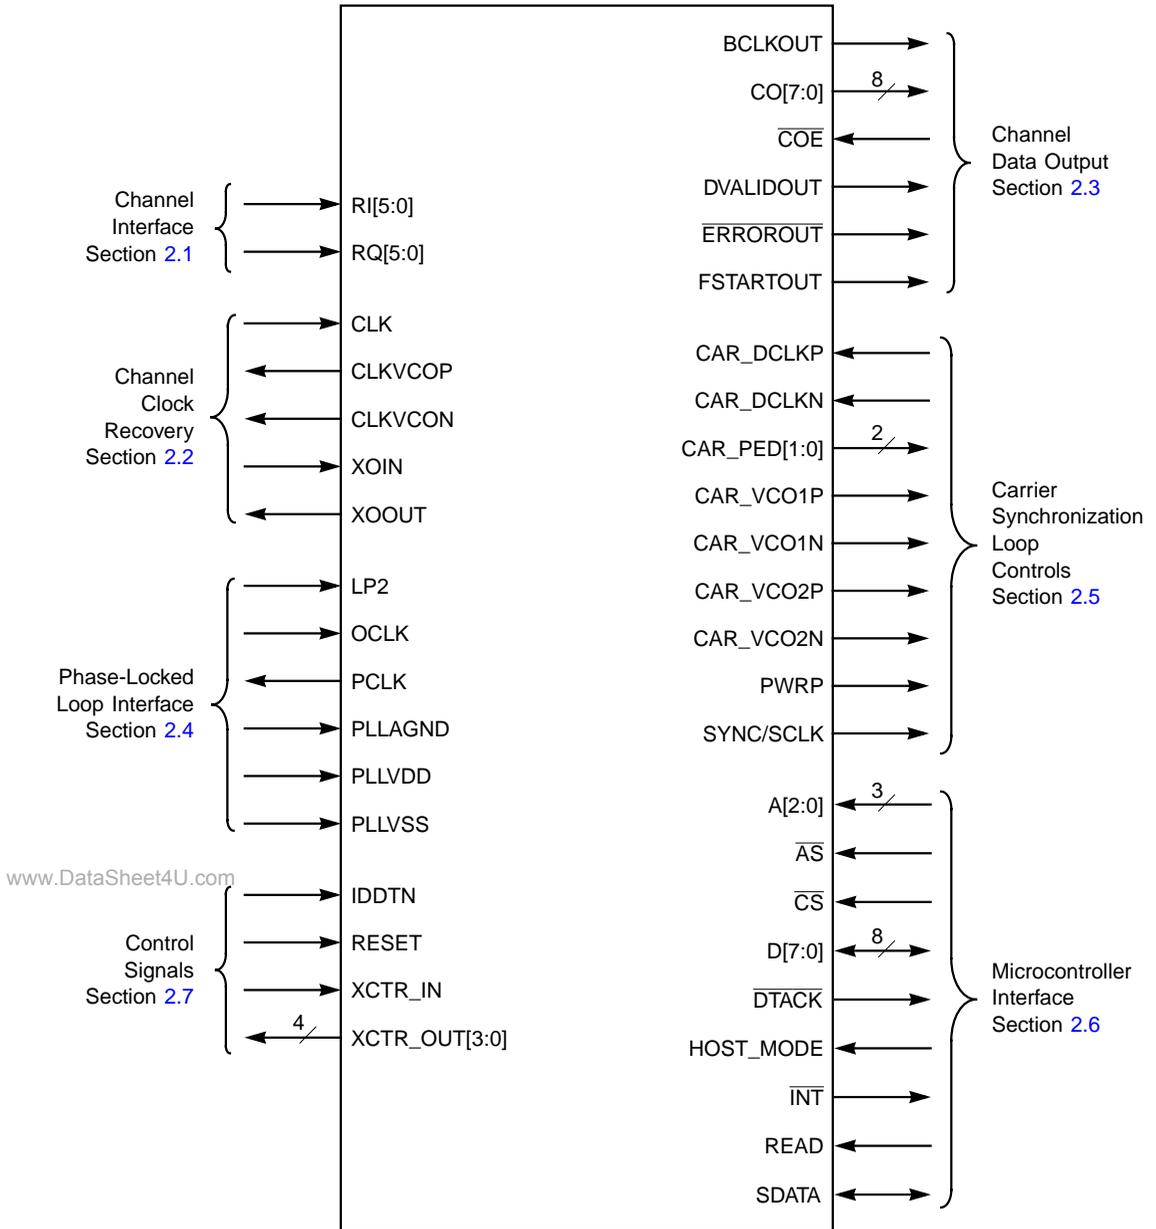 Channel
Interface
Section 2.1
RI[5:0]
RQ[5:0]
Channel
Clock
Recovery
Section 2.2
CLK
CLKVCOP
CLKVCON
XOIN
XOOUT
Phase-Locked
Loop Interface
Section 2.4
LP2
OCLK
PCLK
PLLAGND
PLLVDD
PLLVSS
www.DataSheet4U.com
Control
Signals
Section 2.7
IDDTN
RESET
XCTR_IN
4
XCTR_OUT[3:0]
BCLKOUT
CO[7:0]
8
COE
DVALIDOUT
ERROROUT
FSTARTOUT
Channel
Data Output
Section 2.3
CAR_DCLKP
CAR_DCLKN
CAR_PED[1:0]
2
CAR_VCO1P
CAR_VCO1N
CAR_VCO2P
CAR_VCO2N
PWRP
SYNC/SCLK
Carrier
Synchronization
Loop
Controls
Section 2.5
A[2:0]
3
AS
CS
D[7:0]
8
DTACK
HOST_MODE
INT
READ
SDATA
Microcontroller
Interface
Section 2.6